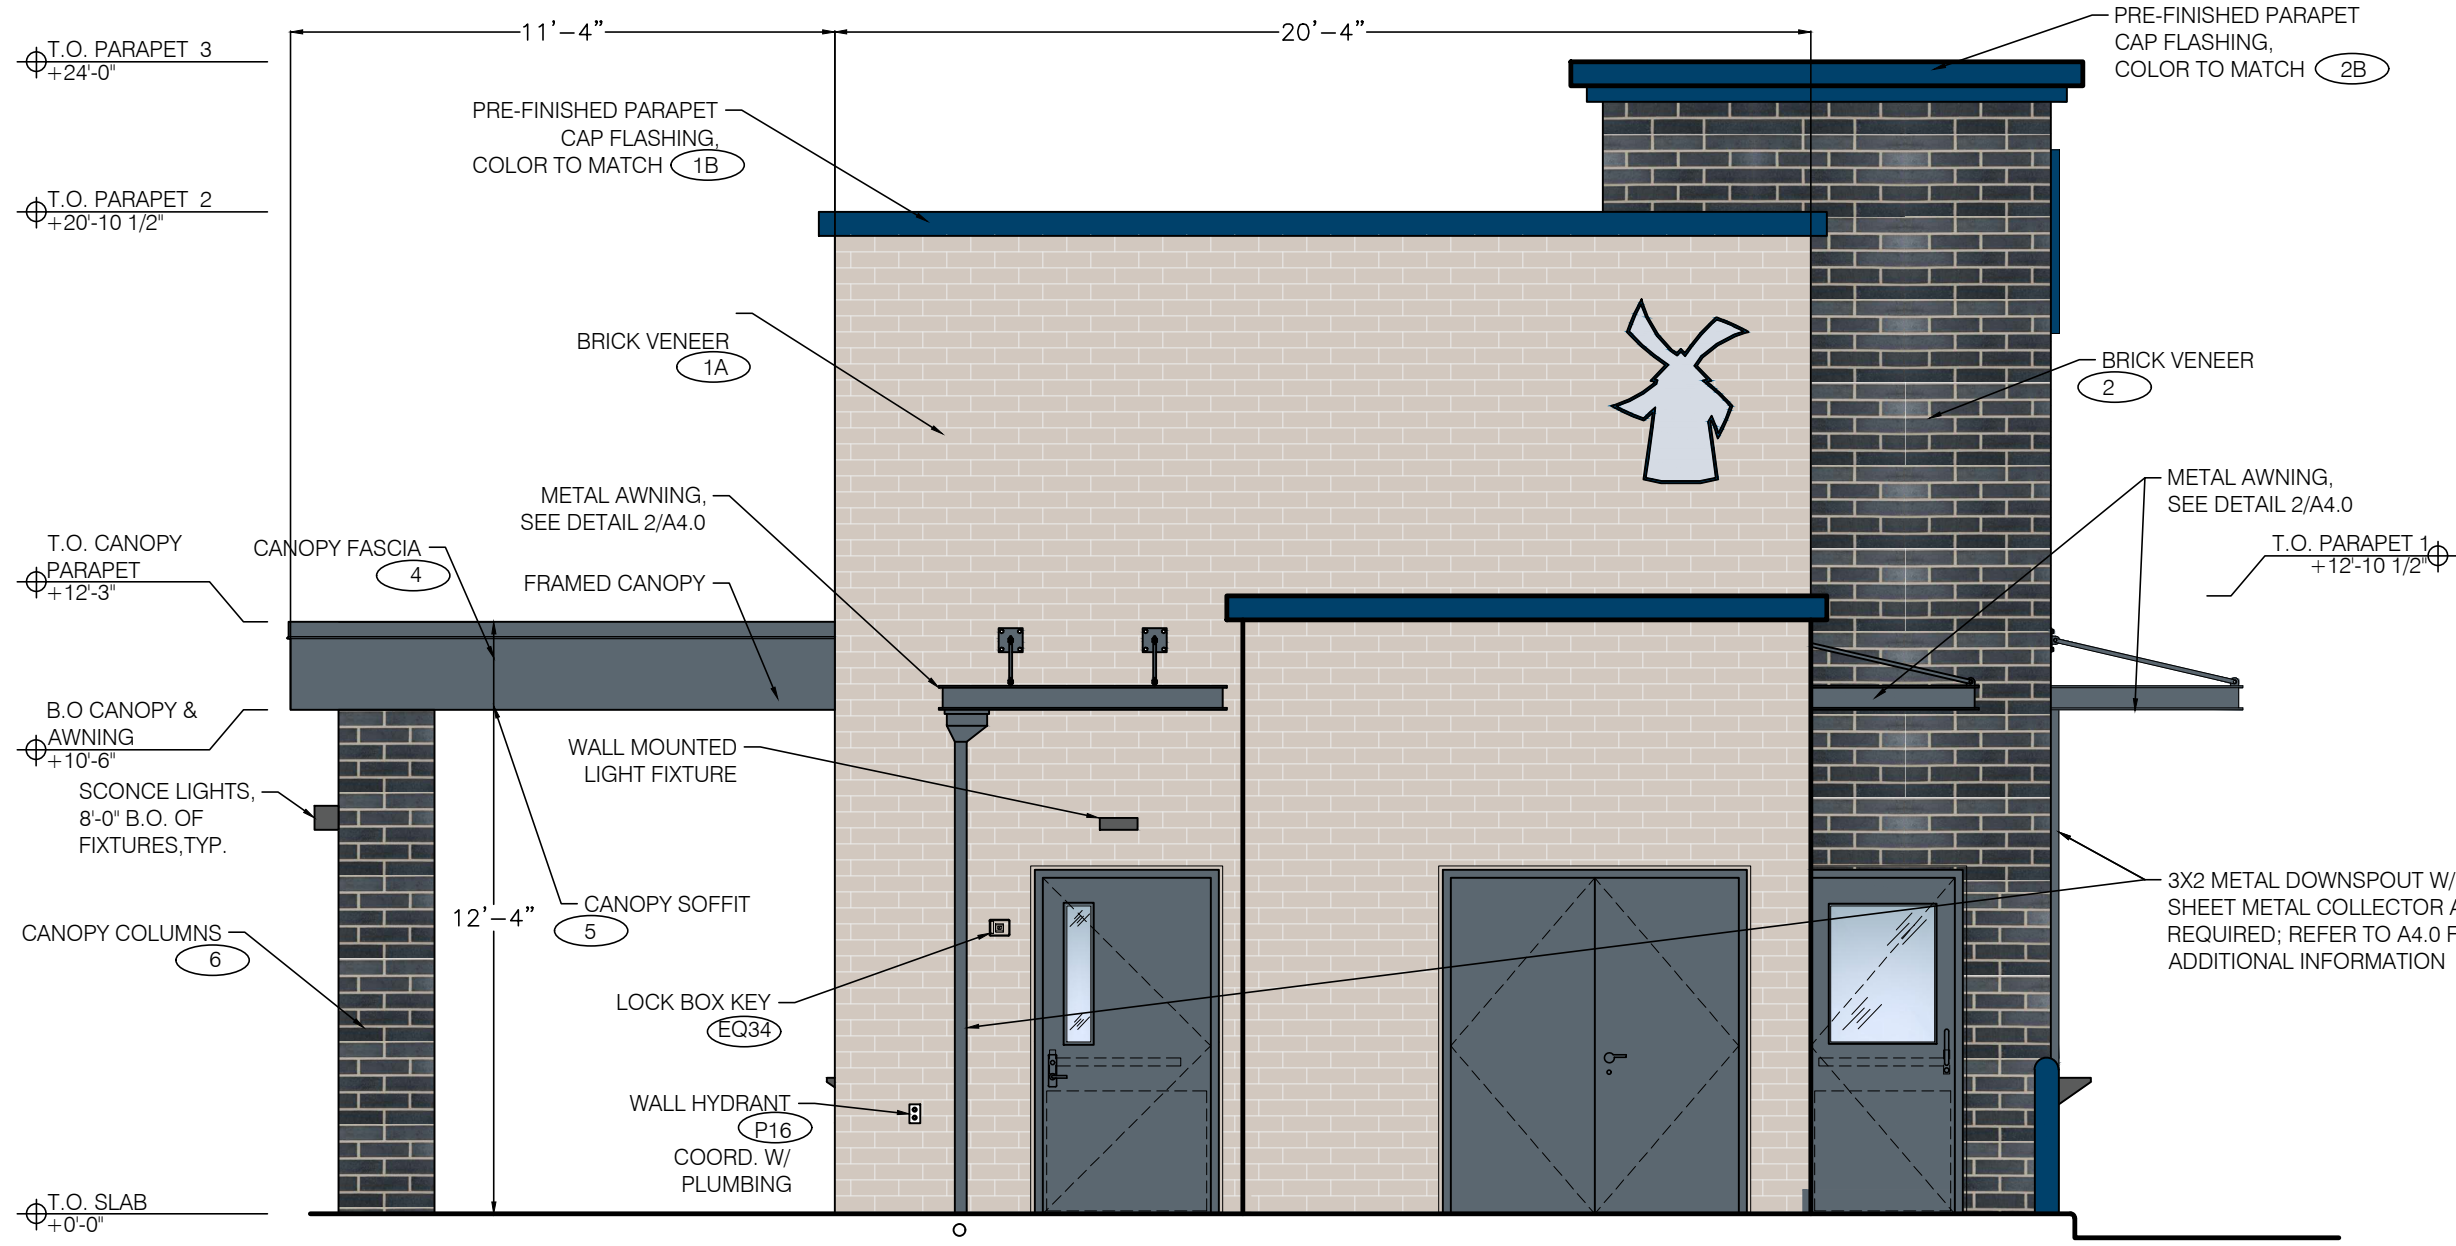 11'-4"
20'-4"
T.O. PARAPET 3
+24'-0"
PRE-FINISHED PARAPET
CAP FLASHING,
COLOR TO MATCH 2B
PRE-FINISHED PARAPET
CAP FLASHING,
COLOR TO MATCH 1B
T.O. PARAPET 2
+20'-10 1/2"
BRICK VENEER
1A
BRICK VENEER
2
METAL AWNING,
SEE DETAIL 2/A4.0
METAL AWNING,
SEE DETAIL 2/A4.0
T.O. CANOPY
PARAPET
+12'-3"
CANOPY FASCIA
4
FRAMED CANOPY
T.O. PARAPET 1
+12'-10 1/2"
B.O CANOPY &
AWNING
+10'-6"
WALL MOUNTED
LIGHT FIXTURE
SCONCE LIGHTS,
8'-0" B.O. OF
FIXTURES,TYP.
12'-4"
CANOPY SOFFIT
5
CANOPY COLUMNS
6
3X2 METAL DOWNSPOUT W/
SHEET METAL COLLECTOR
REQUIRED; REFER TO A4.0
ADDITIONAL INFORMATION
LOCK BOX KEY
EQ34
WALL HYDRANT
P16
COORD. W/
PLUMBING
T.O. SLAB
+0'-0"